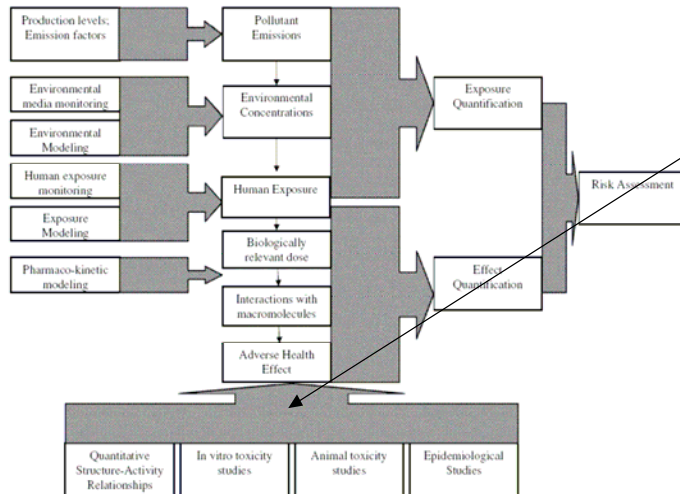 Production levels;
Emission factors
Pollutant
Emissions
Environmental
media monitoring
Environmental
Modeling
Environmental
Concentrations
Exposure
Quantification
Human exposure
monitoring
Exposure
Modeling
Human Exposure
Risk Assessment
Biologically
relevant dose
Pharmaco-kinetic
modeling
Effect
Quantification
Interactions with
macromolecules
Adverse Health
Effect
Quantitative
Structure-Activity
Relationships
In vitro toxicity
studies
Animal toxicity
studies
Epidemiological
Studies